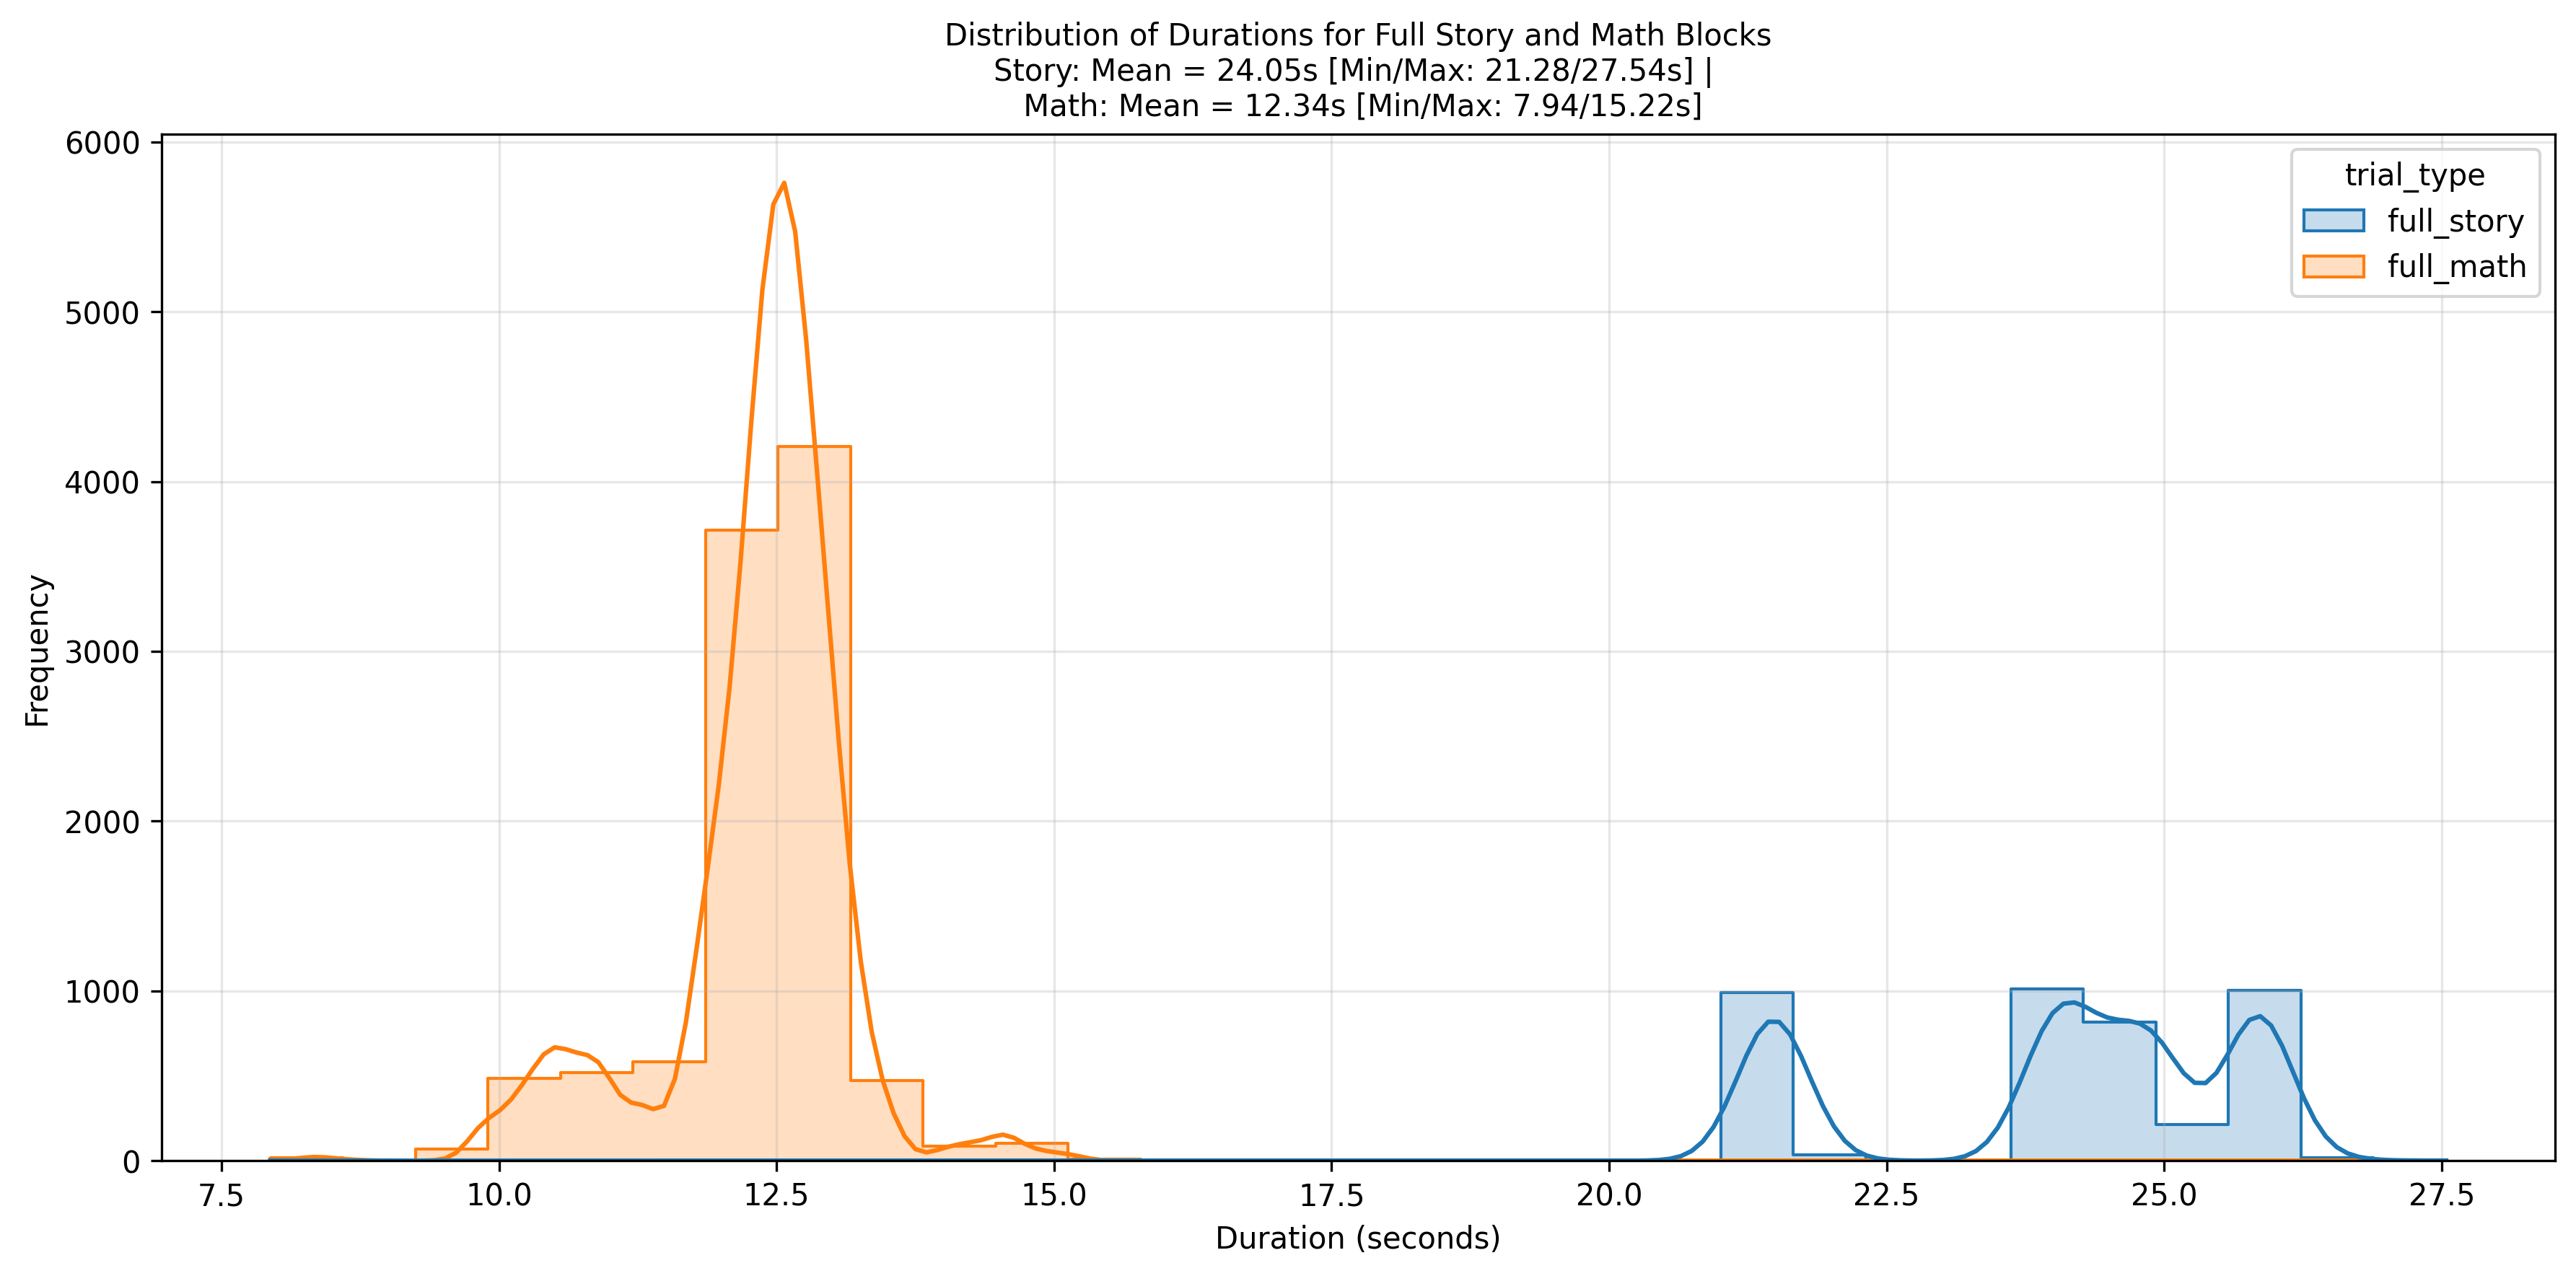 Distribution of Durations for Full Story and Math Blocks
Story: Mean = 24.05s [Min/Max: 21.28/27.54s] |
Math: Mean = 12.34s [Min/Max: 7.94/15.22s]
trial_type
full_story
full_math
Frequency
6000
5000
4000
3000
2000
1000
0
7.5 10.0 12.5 15.0 17.5 20.0 22.5 25.0 27.5
Duration (seconds)